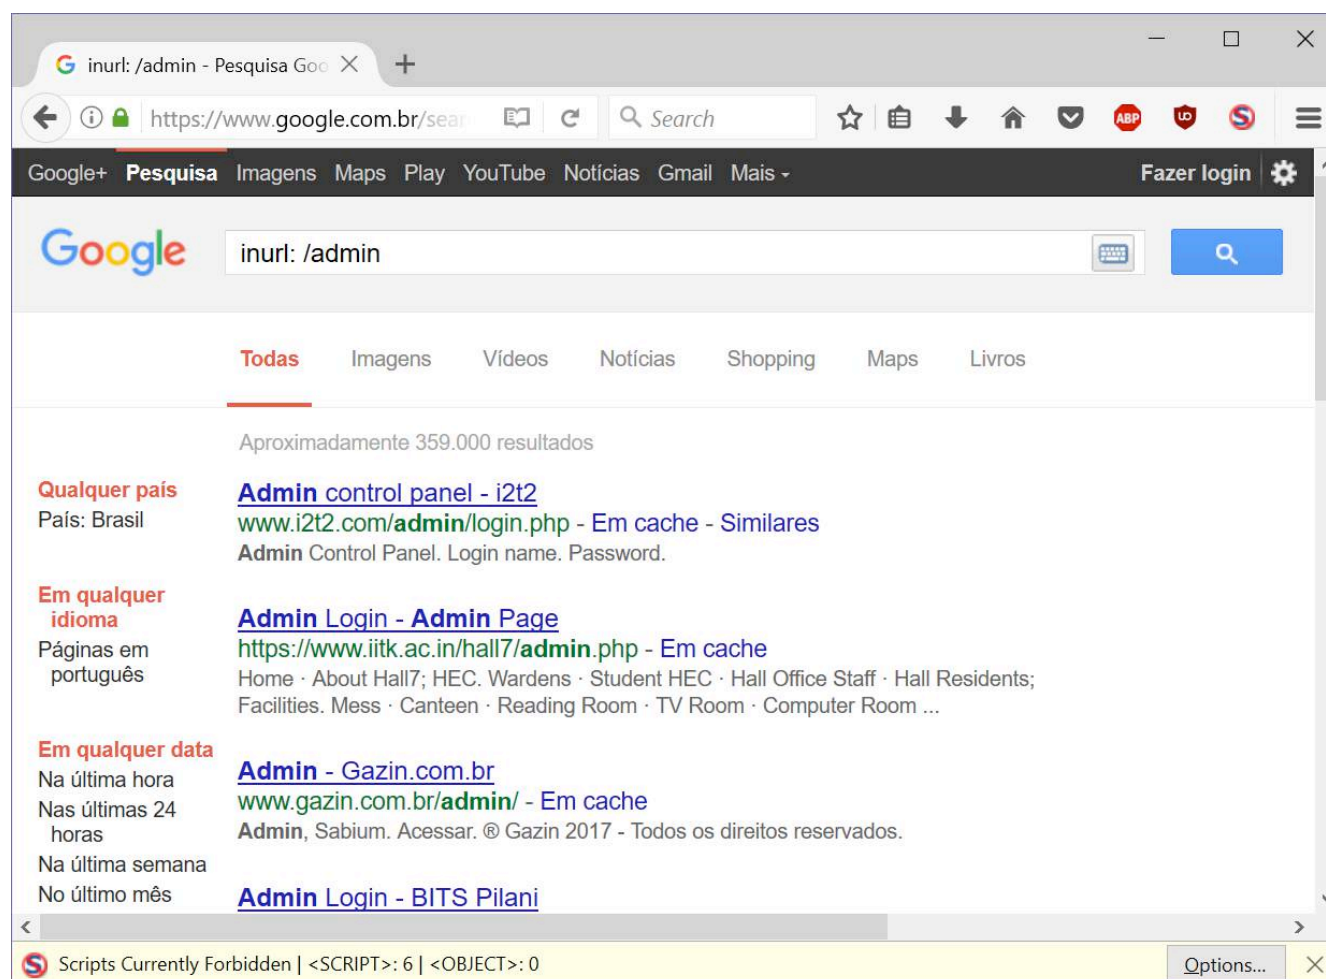 inurl: /admin - Pesquisa Goo
https://www.google.com.br/sear
Search
ABP
Google+ Pesquisa Imagens Maps Play YouTube Notícias Gmail Mais Fazer login
Google
inurl: /admin
Todas Imagens Vídeos Notícias Shopping Maps Livros
Aproximadamente 359.000 resultados
Qualquer país
País: Brasil
Em qualquer
idioma
Páginas em
português
Em qualquer data
Na última hora
Nas últimas 24
horas
Na última semana
No último mês
Admin control panel - i2t2
www.i2t2.com/admin/login.php - Em cache - Similares
Admin Control Panel. Login name. Password.
Admin Login - Admin Page
https://www.iitk.ac.in/hall7/admin.php - Em cache
Home · About Hall7; HEC. Wardens · Student HEC · Hall Office Staff · Hall Residents;
Facilities. Mess · Canteen · Reading Room · TV Room · Computer Room ...
Admin - Gazin.com.br
www.gazin.com.br/admin/ - Em cache
Admin, Sabium. Acessar. ® Gazin 2017 - Todos os direitos reservados.
Admin Login - BITS Pilani
Scripts Currently Forbidden | <SCRIPT>: 6 | <OBJECT>: 0
Options...